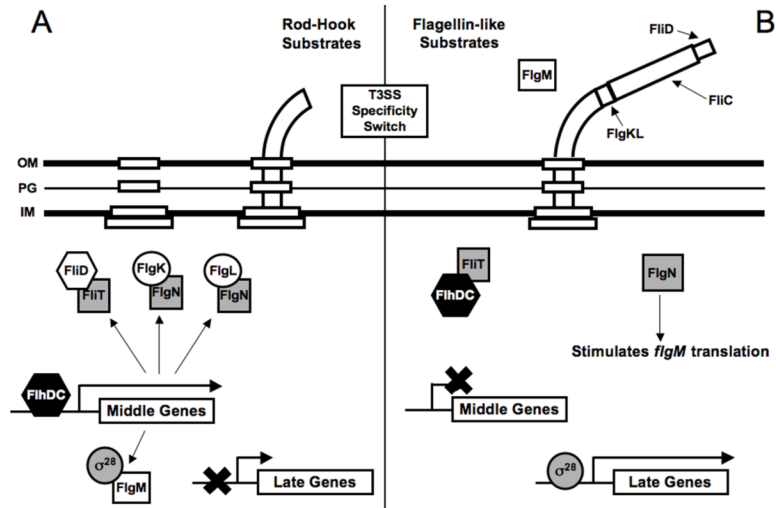 A
Rod-Hook
Substrates
Flagellin-like
Substrates
B
T3SS
Specificity
Switch
FlgM
FliD
FliC
FlgKL
OM
PG
IM
FliD
FliT
FlgK
FlgN
FlgL
FlgN
FlhDC
Middle Genes
σ28
FlgM
Late Genes
FliT
FlhDC
FlgN
Stimulates flgM translation
Middle Genes
σ28
Late Genes